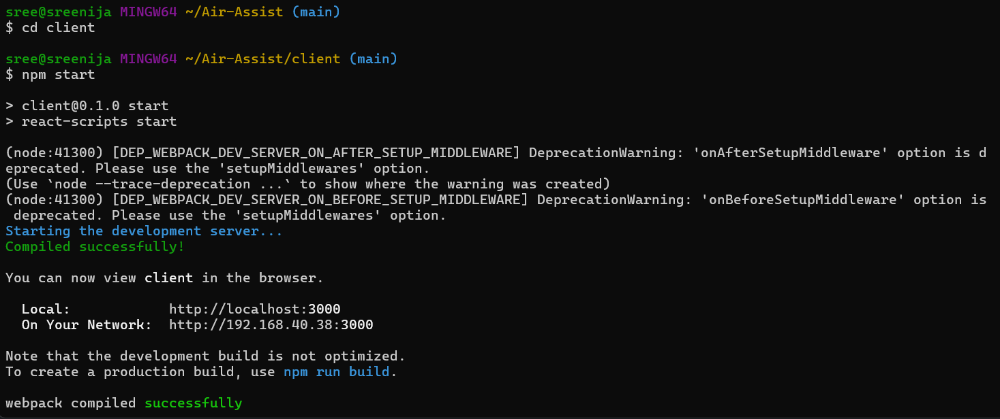 sree@sreenija MINGW64 ~/Air-Assist (main)
$ cd client
sree@sreenija MINGW64 ~/Air-Assist/client (main)
$ npm start
> client@0.1.0 start
> react-scripts start
(node:41300) [DEP_WEBPACK_DEV_SERVER_ON_AFTER_SETUP_MIDDLEWARE] DeprecationWarning: 'onAfterSetupMiddleware' option is d
eprecated. Please use the 'setupMiddlewares' option.
(Use `node --trace-deprecation ...` to show where the warning was created)
(node:41300) [DEP_WEBPACK_DEV_SERVER_ON_BEFORE_SETUP_MIDDLEWARE] DeprecationWarning: 'onBeforeSetupMiddleware' option is
 deprecated. Please use the 'setupMiddlewares' option.
Starting the development server...
Compiled successfully!
You can now view client in the browser.
  Local:            http://localhost:3000
  On Your Network:  http://192.168.40.38:3000
Note that the development build is not optimized.
To create a production build, use npm run build.
webpack compiled successfully